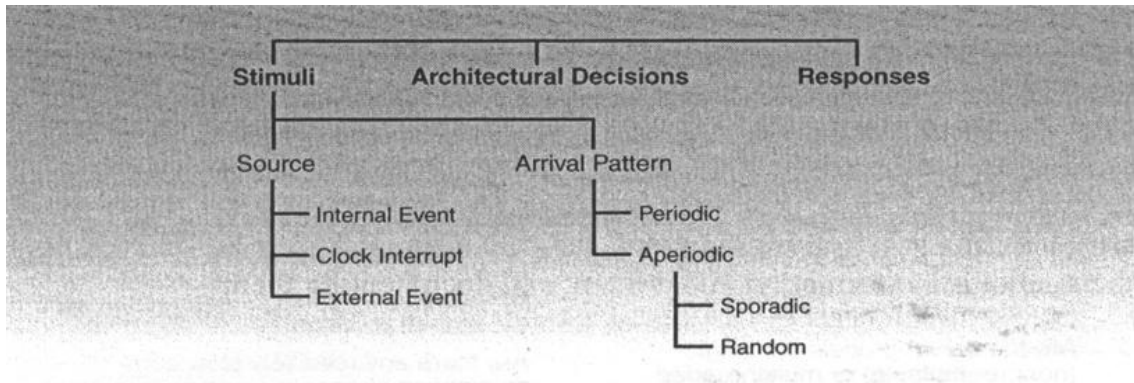 Stimuli Architectural Decisions Responses
Source Arrival Pattern
Internal Event Periodic
Clock Interrupt Aperiodic
External Event
Sporadic
Random